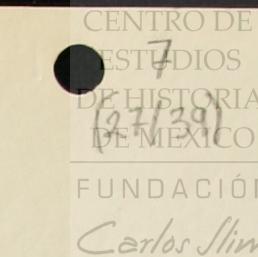 CENTRO DE
ESTUDIOS
7
DE HISTORIA
(27/39)
DE MÉXICO
FUNDACIÓN
Carlos Slim